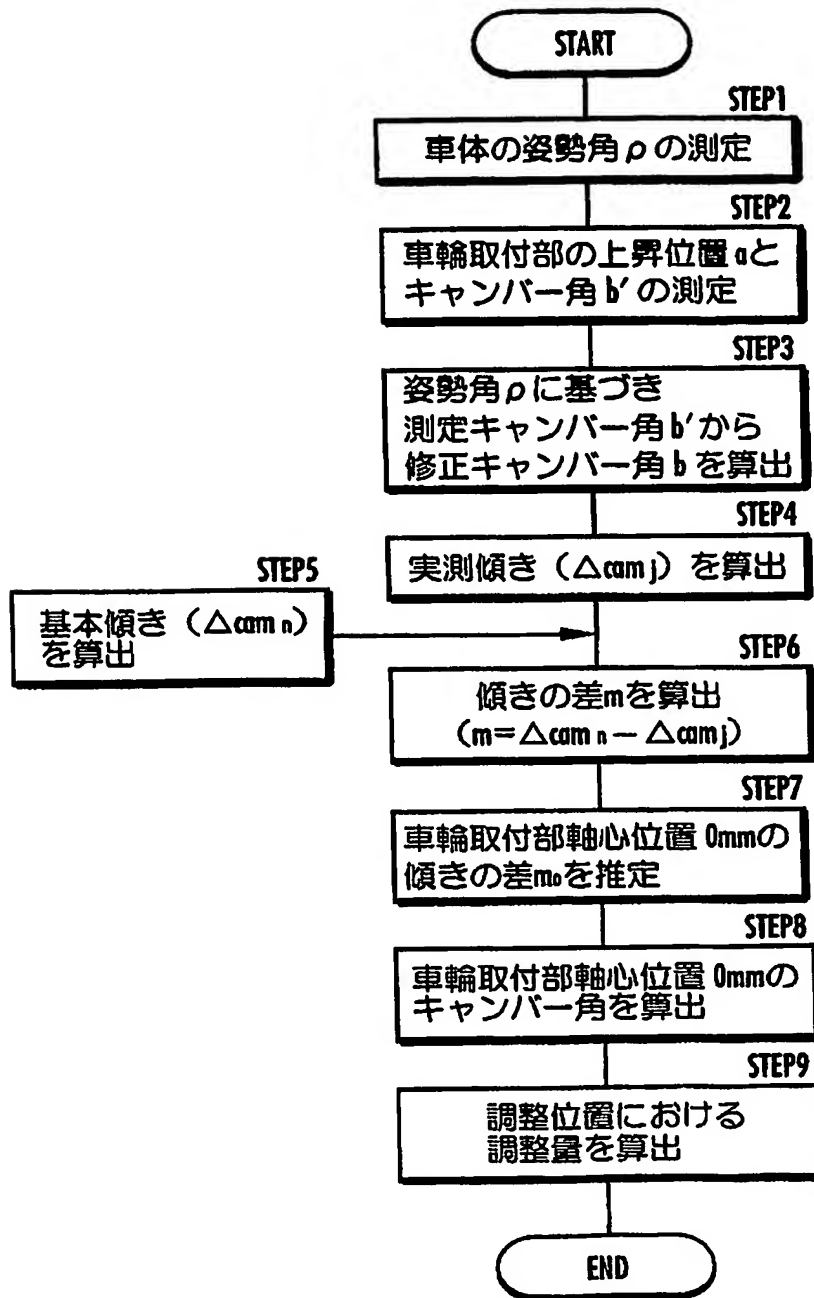 START
STEP1
車体の姿勢角ρの測定
STEP2
車輪取付部の上昇位置aと
キャンバー角b′の測定
STEP3
姿勢角ρに基づき
測定キャンバー角b′から
修正キャンバー角bを算出
STEP4
実測傾き（△cam j）を算出
STEP5
基本傾き（△cam n）
を算出
STEP6
傾きの差mを算出
（m＝△cam n－△cam j）
STEP7
車輪取付部軸心位置0mmの
傾きの差m₀を推定
STEP8
車輪取付部軸心位置0mmの
キャンバー角を算出
STEP9
調整位置における
調整量を算出
END